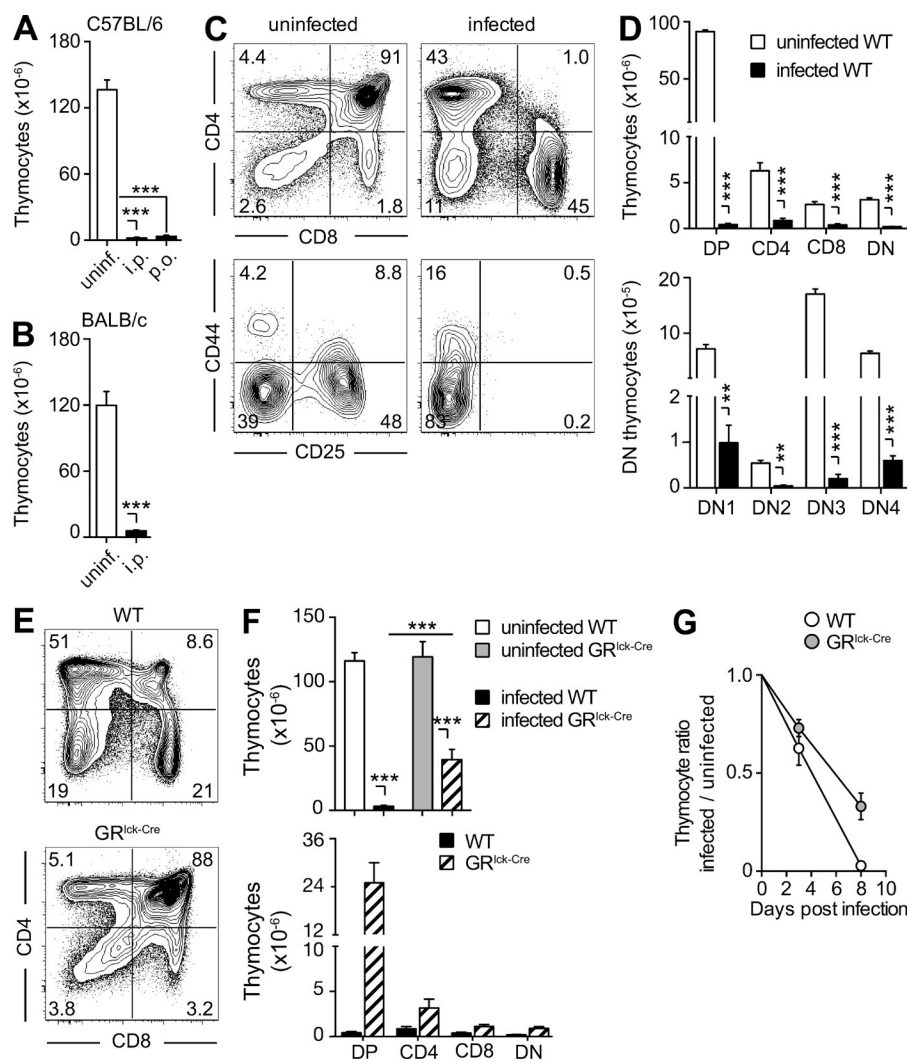 A
C57BL/6
Thymocytes (x10-6)
180
120
60
0
***
***
uninf.
i.p.
p.o.
B
BALB/c
Thymocytes (x10-6)
180
120
60
0
***
uninf.
i.p.
C
uninfected
infected
CD4
4.4
91
2.6
1.8
43
1.0
11
45
CD8
CD44
4.2
8.8
39
48
16
0.5
83
0.2
CD25
D
uninfected WT
infected WT
Thymocytes (x10-6)
100
50
10
5
0
***
***
***
***
DP
CD4
CD8
DN
DN thymocytes (x10-5)
20
10
2
1
0
**
**
***
***
DN1
DN2
DN3
DN4
E
WT
51
8.6
19
21
GRlck-Cre
5.1
88
3.8
3.2
CD4
CD8
F
Thymocytes
(x10-6)
150
100
50
0
***
***
***
uninfected WT
uninfected GRlck-Cre
infected WT
infected GRlck-Cre
Thymocytes
(x10-6)
36
24
12
10
5
0
WT
GRlck-Cre
DP
CD4
CD8
DN
G
WT
GRlck-Cre
Thymocyte ratio
infected / uninfected
1.0
0.5
0
0
2
4
6
8
10
Days post infection